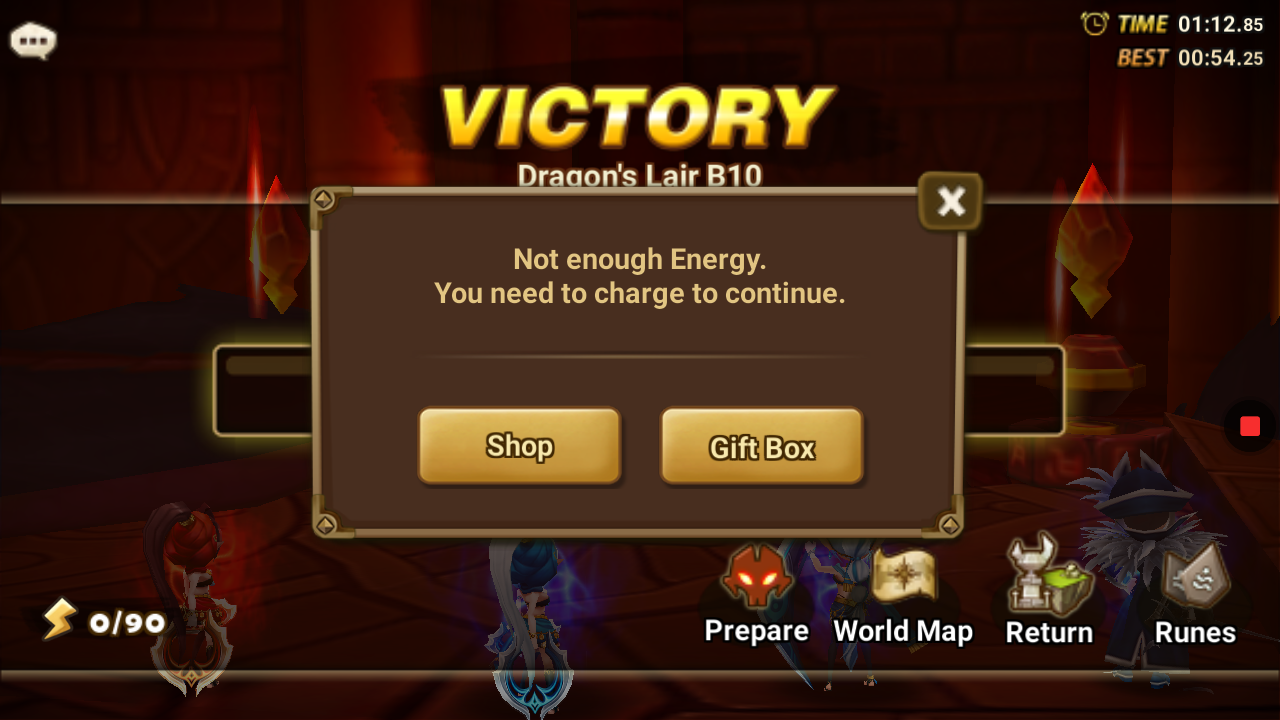 TIME 01:12.85
BEST 00:54.25
VICTORY
Dragon's Lair B10
Not enough Energy.
You need to charge to continue.
Shop
Gift Box
0/90
Prepare
World Map
Return
Runes